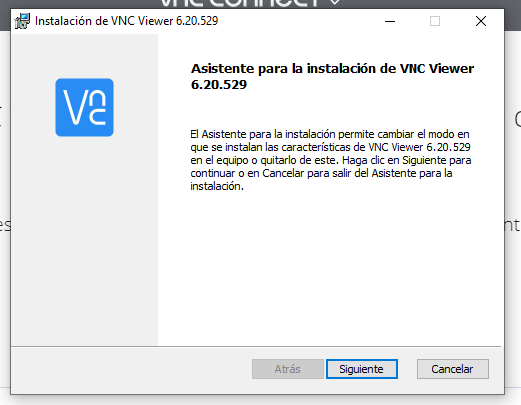 VNC CONNECT
Instalación de VNC Viewer 6.20.529
Asistente para la instalación de VNC Viewer
6.20.529
VNC
El Asistente para la instalación permite cambiar el modo en
que se instalan las características de VNC Viewer 6.20.529
en el equipo o quitarlo de este. Haga clic en Siguiente para
continuar o en Cancelar para salir del Asistente para la
instalación.
Atrás
Siguiente
Cancelar